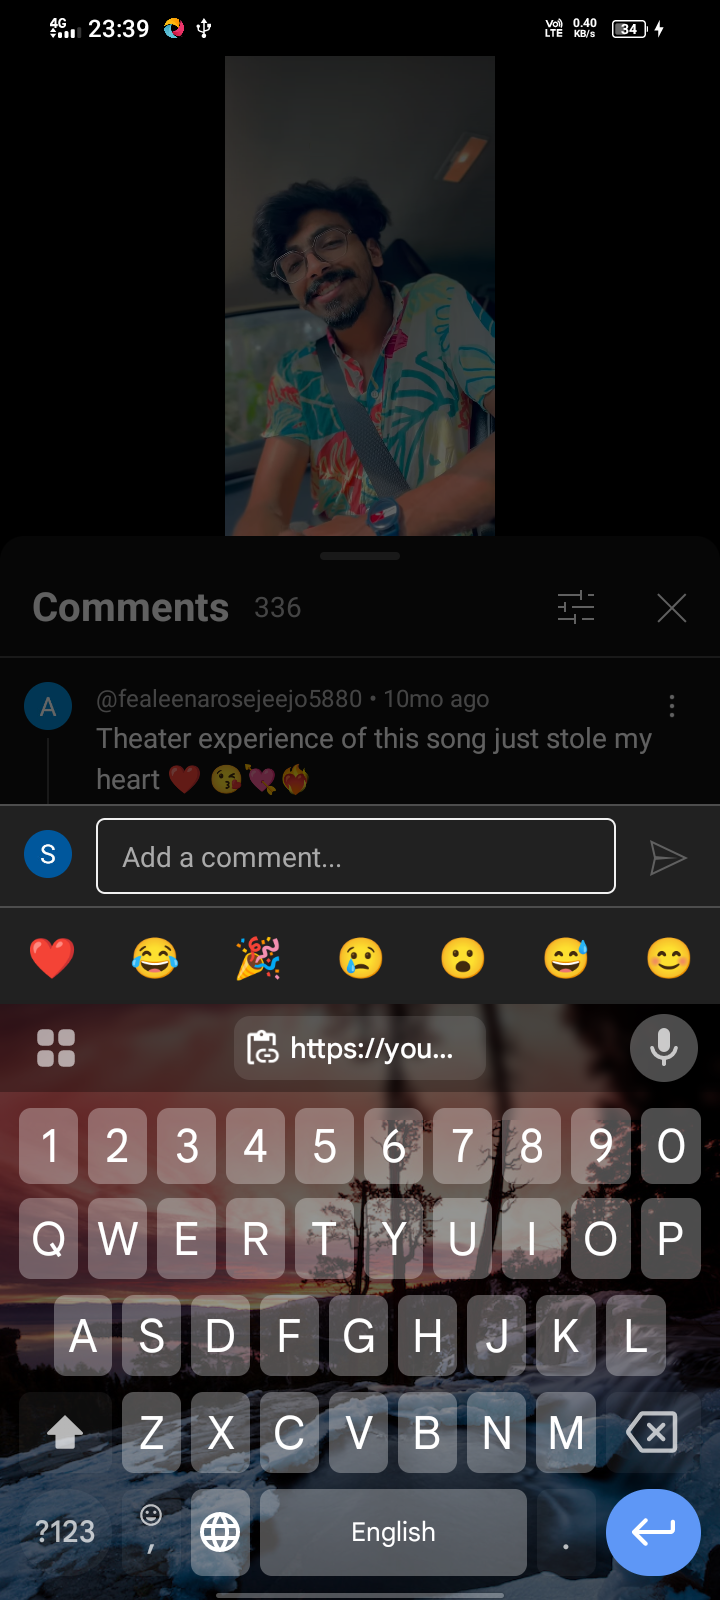 4G 23:39 Vo) LTE 0.40 KB/s 34
Comments 336
A @fealeenarosejeejo5880 • 10mo ago
Theater experience of this song just stole my
heart ❤️ 😘💘❤️‍🔥
S Add a comment...
❤️ 😂 🎉 😢 😮 😅 😊
https://you...
1 2 3 4 5 6 7 8 9 0
Q W E R T Y U I O P
A S D F G H J K L
Z X C V B N M
?123 , English .